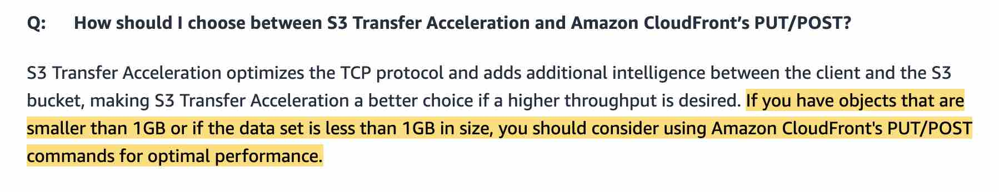 Q: How should I choose between S3 Transfer Acceleration and Amazon CloudFront’s PUT/POST?
S3 Transfer Acceleration optimizes the TCP protocol and adds additional intelligence between the client and the S3
bucket, making S3 Transfer Acceleration a better choice if a higher throughput is desired. If you have objects that are
smaller than 1GB or if the data set is less than 1GB in size, you should consider using Amazon CloudFront's PUT/POST
commands for optimal performance.